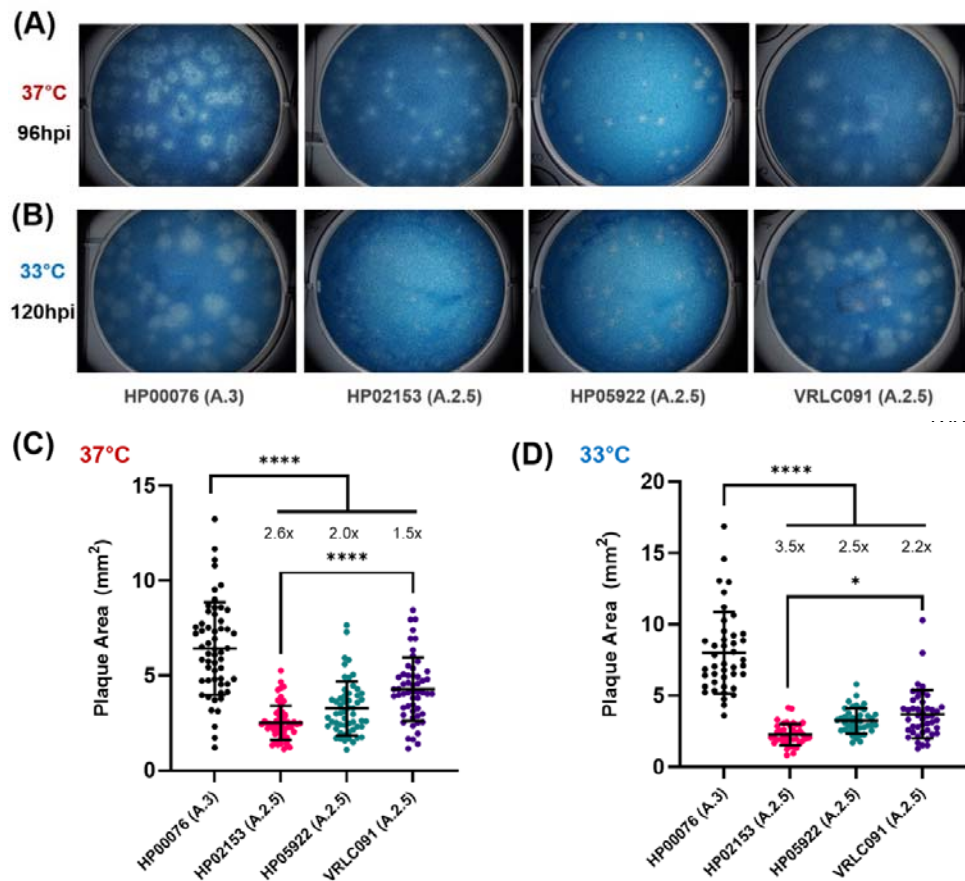 (A)
37°C
96hpi
(B)
33°C
120hpi
HP00076 (A.3) HP02153 (A.2.5) HP05922 (A.2.5) VRLC091 (A.2.5)
(C) 37°C
****
15
2.6x 2.0x 1.5x
****
10
5
0
Plaque Area (mm²)
HP00076 (A.3)
HP02153 (A.2.5)
HP05922 (A.2.5)
VRLC091 (A.2.5)
(D) 33°C
****
20
3.5x 2.5x 2.2x
15
*
10
5
0
Plaque Area (mm²)
HP00076 (A.3)
HP02153 (A.2.5)
HP05922 (A.2.5)
VRLC091 (A.2.5)